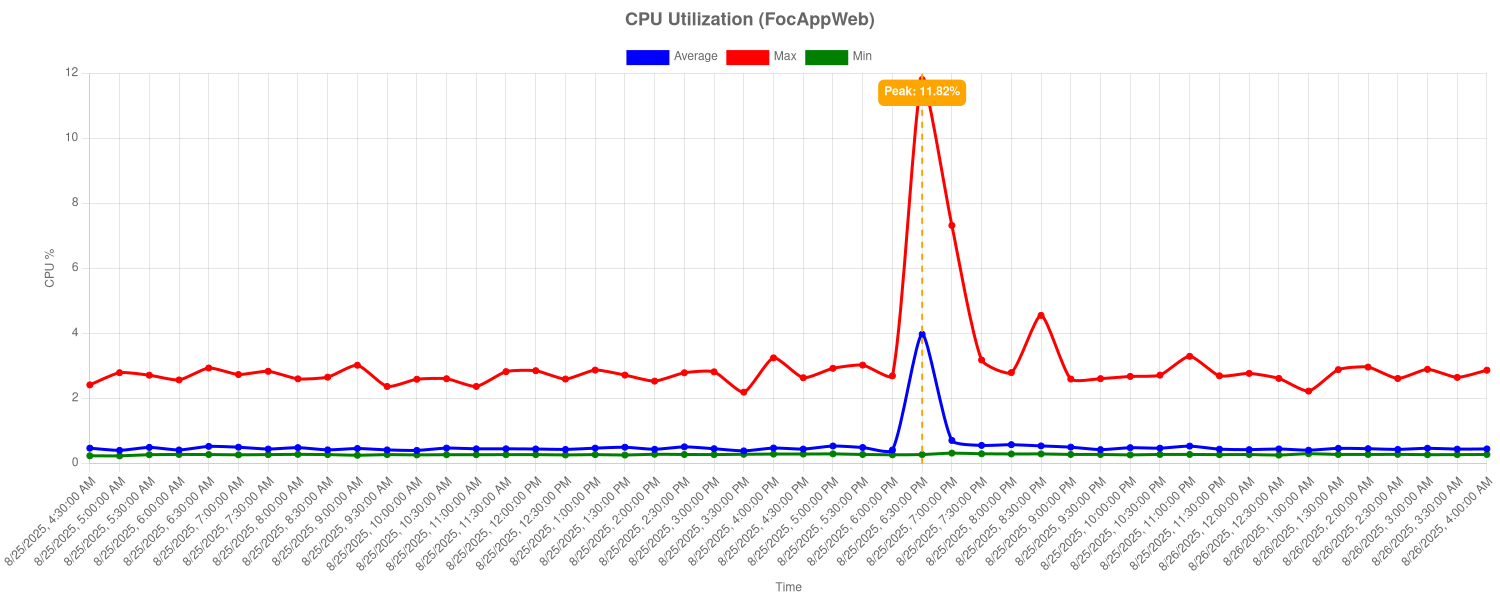 CPU Utilization (FocAppWeb)
Average Max Min
Peak: 11.82%
12
10
8
6
4
2
0
CPU %
8/25/2025, 4:30:00 AM
8/25/2025, 5:00:00 AM
8/25/2025, 5:30:00 AM
8/25/2025, 6:00:00 AM
8/25/2025, 6:30:00 AM
8/25/2025, 7:00:00 AM
8/25/2025, 7:30:00 AM
8/25/2025, 8:00:00 AM
8/25/2025, 8:30:00 AM
8/25/2025, 9:00:00 AM
8/25/2025, 9:30:00 AM
8/25/2025, 10:00:00 AM
8/25/2025, 10:30:00 AM
8/25/2025, 11:00:00 AM
8/25/2025, 11:30:00 AM
8/25/2025, 12:00:00 PM
8/25/2025, 12:30:00 PM
8/25/2025, 1:00:00 PM
8/25/2025, 1:30:00 PM
8/25/2025, 2:00:00 PM
8/25/2025, 2:30:00 PM
8/25/2025, 3:00:00 PM
8/25/2025, 3:30:00 PM
8/25/2025, 4:00:00 PM
8/25/2025, 4:30:00 PM
8/25/2025, 5:00:00 PM
8/25/2025, 5:30:00 PM
8/25/2025, 6:00:00 PM
8/25/2025, 6:30:00 PM
8/25/2025, 7:00:00 PM
8/25/2025, 7:30:00 PM
8/25/2025, 8:00:00 PM
8/25/2025, 8:30:00 PM
8/25/2025, 9:00:00 PM
8/25/2025, 9:30:00 PM
8/25/2025, 10:00:00 PM
8/25/2025, 10:30:00 PM
8/25/2025, 11:00:00 PM
8/25/2025, 11:30:00 PM
8/26/2025, 12:00:00 AM
8/26/2025, 12:30:00 AM
8/26/2025, 1:00:00 AM
8/26/2025, 1:30:00 AM
8/26/2025, 2:00:00 AM
8/26/2025, 2:30:00 AM
8/26/2025, 3:00:00 AM
8/26/2025, 3:30:00 AM
8/26/2025, 4:00:00 AM
Time